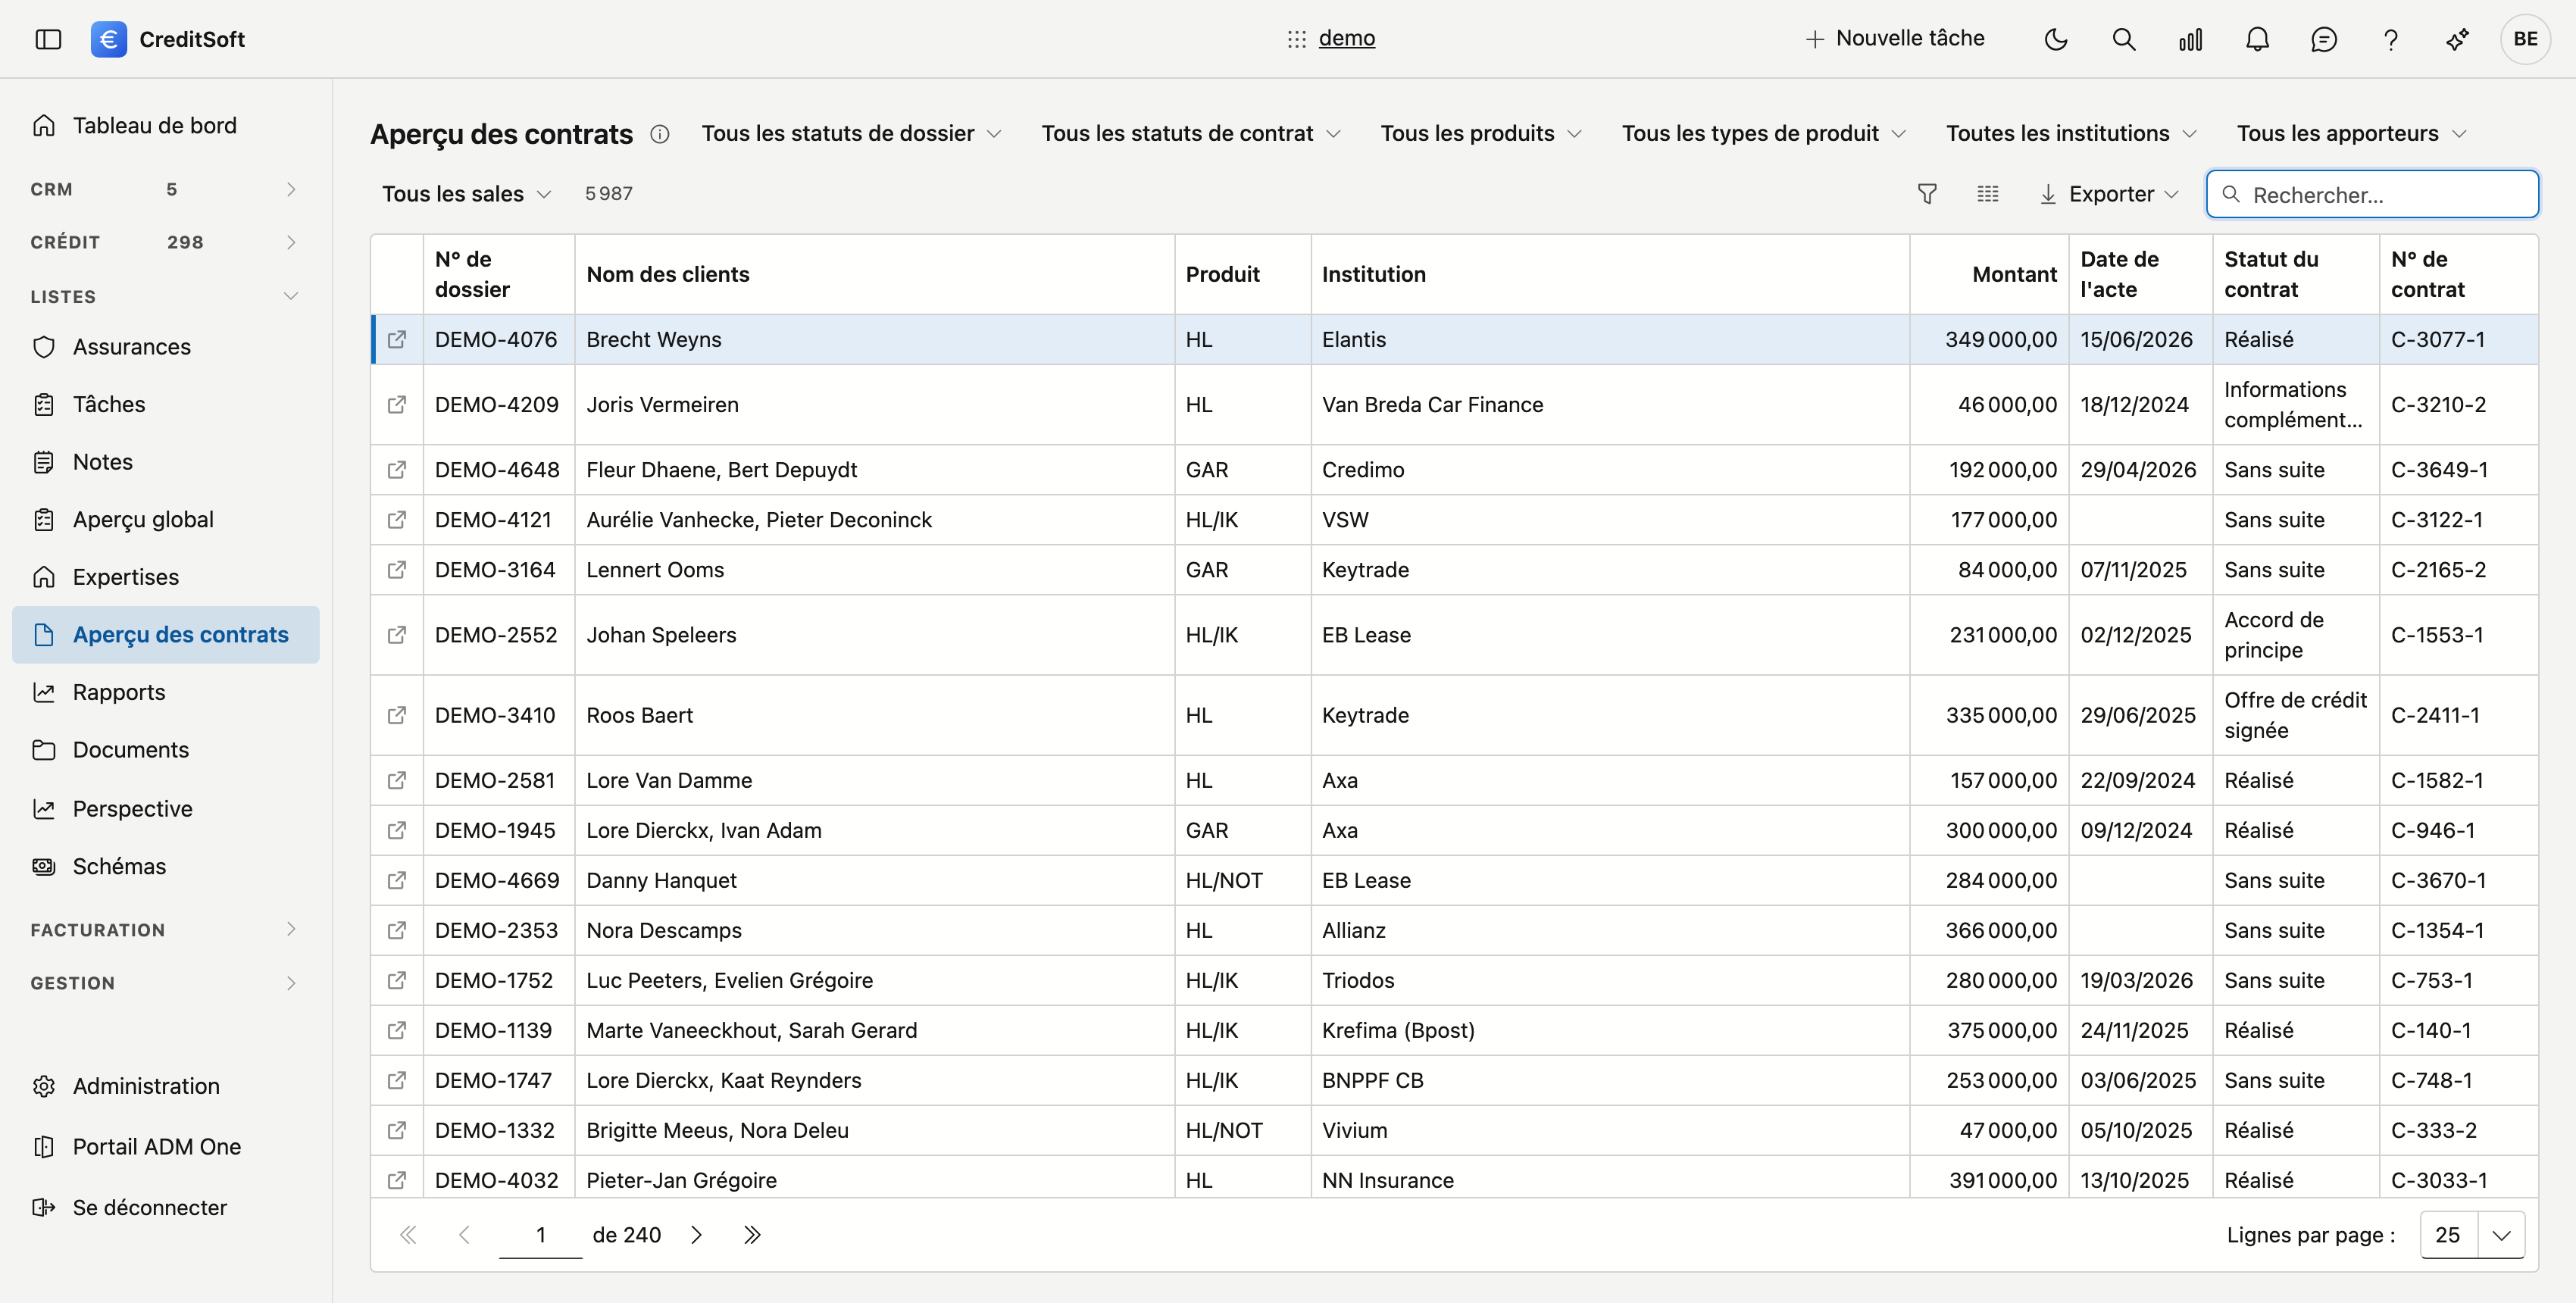 CreditSoft
demo
Nouvelle tâche
BE
Tableau de bord
CRM 5
CRÉDIT 298
LISTES
Assurances
Tâches
Notes
Aperçu global
Expertises
Aperçu des contrats
Rapports
Documents
Perspective
Schémas
FACTURATION
GESTION
Administration
Portail ADM One
Se déconnecter
Aperçu des contrats Tous les statuts de dossier Tous les statuts de contrat Tous les produits Tous les types de produit Toutes les institutions Tous les apporteurs
Tous les sales 5 987 Exporter Rechercher...
N° de dossier Nom des clients Produit Institution Montant Date de l'acte Statut du contrat N° de contrat
DEMO-4076 Brecht Weyns HL Elantis 349 000,00 15/06/2026 Réalisé C-3077-1
DEMO-4209 Joris Vermeiren HL Van Breda Car Finance 46 000,00 18/12/2024 Informations complément... C-3210-2
DEMO-4648 Fleur Dhaene, Bert Depuydt GAR Credimo 192 000,00 29/04/2026 Sans suite C-3649-1
DEMO-4121 Aurélie Vanhecke, Pieter Deconinck HL/IK VSW 177 000,00 Sans suite C-3122-1
DEMO-3164 Lennert Ooms GAR Keytrade 84 000,00 07/11/2025 Sans suite C-2165-2
DEMO-2552 Johan Speleers HL/IK EB Lease 231 000,00 02/12/2025 Accord de principe C-1553-1
DEMO-3410 Roos Baert HL Keytrade 335 000,00 29/06/2025 Offre de crédit signée C-2411-1
DEMO-2581 Lore Van Damme HL Axa 157 000,00 22/09/2024 Réalisé C-1582-1
DEMO-1945 Lore Dierckx, Ivan Adam GAR Axa 300 000,00 09/12/2024 Réalisé C-946-1
DEMO-4669 Danny Hanquet HL/NOT EB Lease 284 000,00 Sans suite C-3670-1
DEMO-2353 Nora Descamps HL Allianz 366 000,00 Sans suite C-1354-1
DEMO-1752 Luc Peeters, Evelien Grégoire HL/IK Triodos 280 000,00 19/03/2026 Sans suite C-753-1
DEMO-1139 Marte Vaneeckhout, Sarah Gerard HL/IK Krefima (Bpost) 375 000,00 24/11/2025 Réalisé C-140-1
DEMO-1747 Lore Dierckx, Kaat Reynders HL/IK BNPPF CB 253 000,00 03/06/2025 Sans suite C-748-1
DEMO-1332 Brigitte Meeus, Nora Deleu HL/NOT Vivium 47 000,00 05/10/2025 Réalisé C-333-2
DEMO-4032 Pieter-Jan Grégoire HL NN Insurance 391 000,00 13/10/2025 Réalisé C-3033-1
1 de 240 Lignes par page : 25